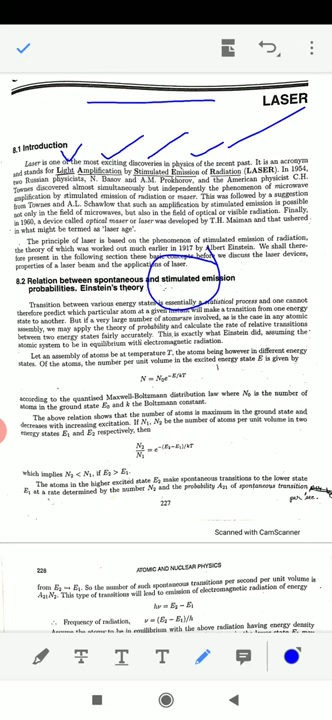 LASER
8.1 Introduction
Laser is one of the most exciting discoveries in physics of the recent past. It is an acronym
and stands for Light Amplification by Stimulated Emission of Radiation (LASER). In 1954,
two Russian physicists, N. Basov and A.M. Prokhorov, and the American physicist C.H.
Townes discovered almost simultaneously but independently the phenomenon of microwave
amplification by stimulated emission of radiation or maser. This was followed by a suggestion
from Townes and A.L. Schawlow that such an amplification by stimulated emission is possible
not only in the field of microwaves, but also in the field of optical or visible radiation. Finally,
in 1960, a device called optical maser or laser was developed by T.H. Maiman and that ushered
in what might be termed as 'laser age'.
The principle of laser is based on the phenomenon of stimulated emission of radiation,
the theory of which was worked out much earlier in 1917 by Albert Einstein. We shall there-
fore present in the following section these basic concepts before we discuss the laser devices,
properties of a laser beam and the applications of laser.
8.2 Relation between spontaneous and stimulated emission
probabilities. Einstein's theory
Transition between various energy states is essentially a statistical process and one cannot
therefore predict which particular atom at a given instant will make a transition from one energy
state to another. But if a very large number of atoms are involved, as is the case in any atomic
assembly, we may apply the theory of probability and calculate the rate of relative transitions
between two energy states fairly accurately. This is exactly what Einstein did, assuming the
atomic system to be in equilibrium with electromagnetic radiation.
Let an assembly of atoms be at temperature T, the atoms being however in different energy
states. Of the atoms, the number per unit volume in the excited energy state E is given by
N = N₀e^{-E/kT}
according to the quantised Maxwell-Boltzmann distribution law where N₀ is the number of
atoms in the ground state E₀ and k the Boltzmann constant.
The above relation shows that the number of atoms is maximum in the ground state and
decreases with increasing excitation. If N₁, N₂ be the number of atoms per unit volume in two
energy states E₁ and E₂ respectively, then
N₂/N₁ = e^{-(E₂-E₁)/kT}
which implies N₂ < N₁, if E₂ > E₁.
The atoms in the higher excited state E₂ make spontaneous transitions to the lower state
E₁ at a rate determined by the number N₂ and the probability A₂₁ of spontaneous transition
per sec.
227
Scanned with CamScanner
228 ATOMIC AND NUCLEAR PHYSICS
from E₂ → E₁. So the number of such spontaneous transitions per second per unit volume is
A₂₁N₂. This type of transitions will lead to emission of electromagnetic radiation of energy
hν = E₂ − E₁
∴ Frequency of radiation, ν = (E₂ − E₁)/h